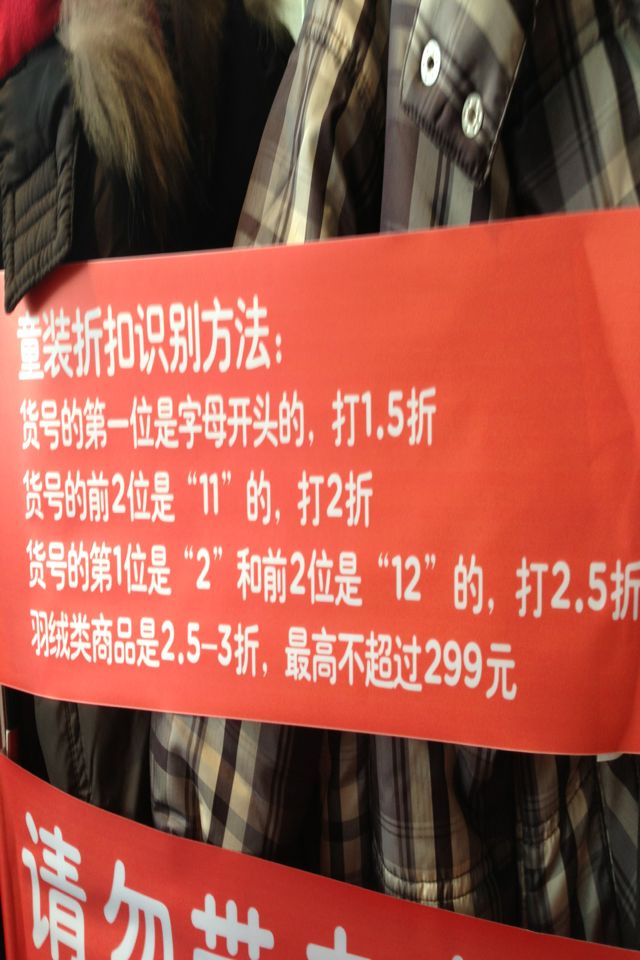 童装折扣识别方法：
货号的第一位是字母开头的，打1.5折
货号的前2位是“11”的，打2折
货号的第1位是“2”和前2位是“12”的，打2.5折
羽绒类商品是2.5-3折，最高不超过299元
请勿带